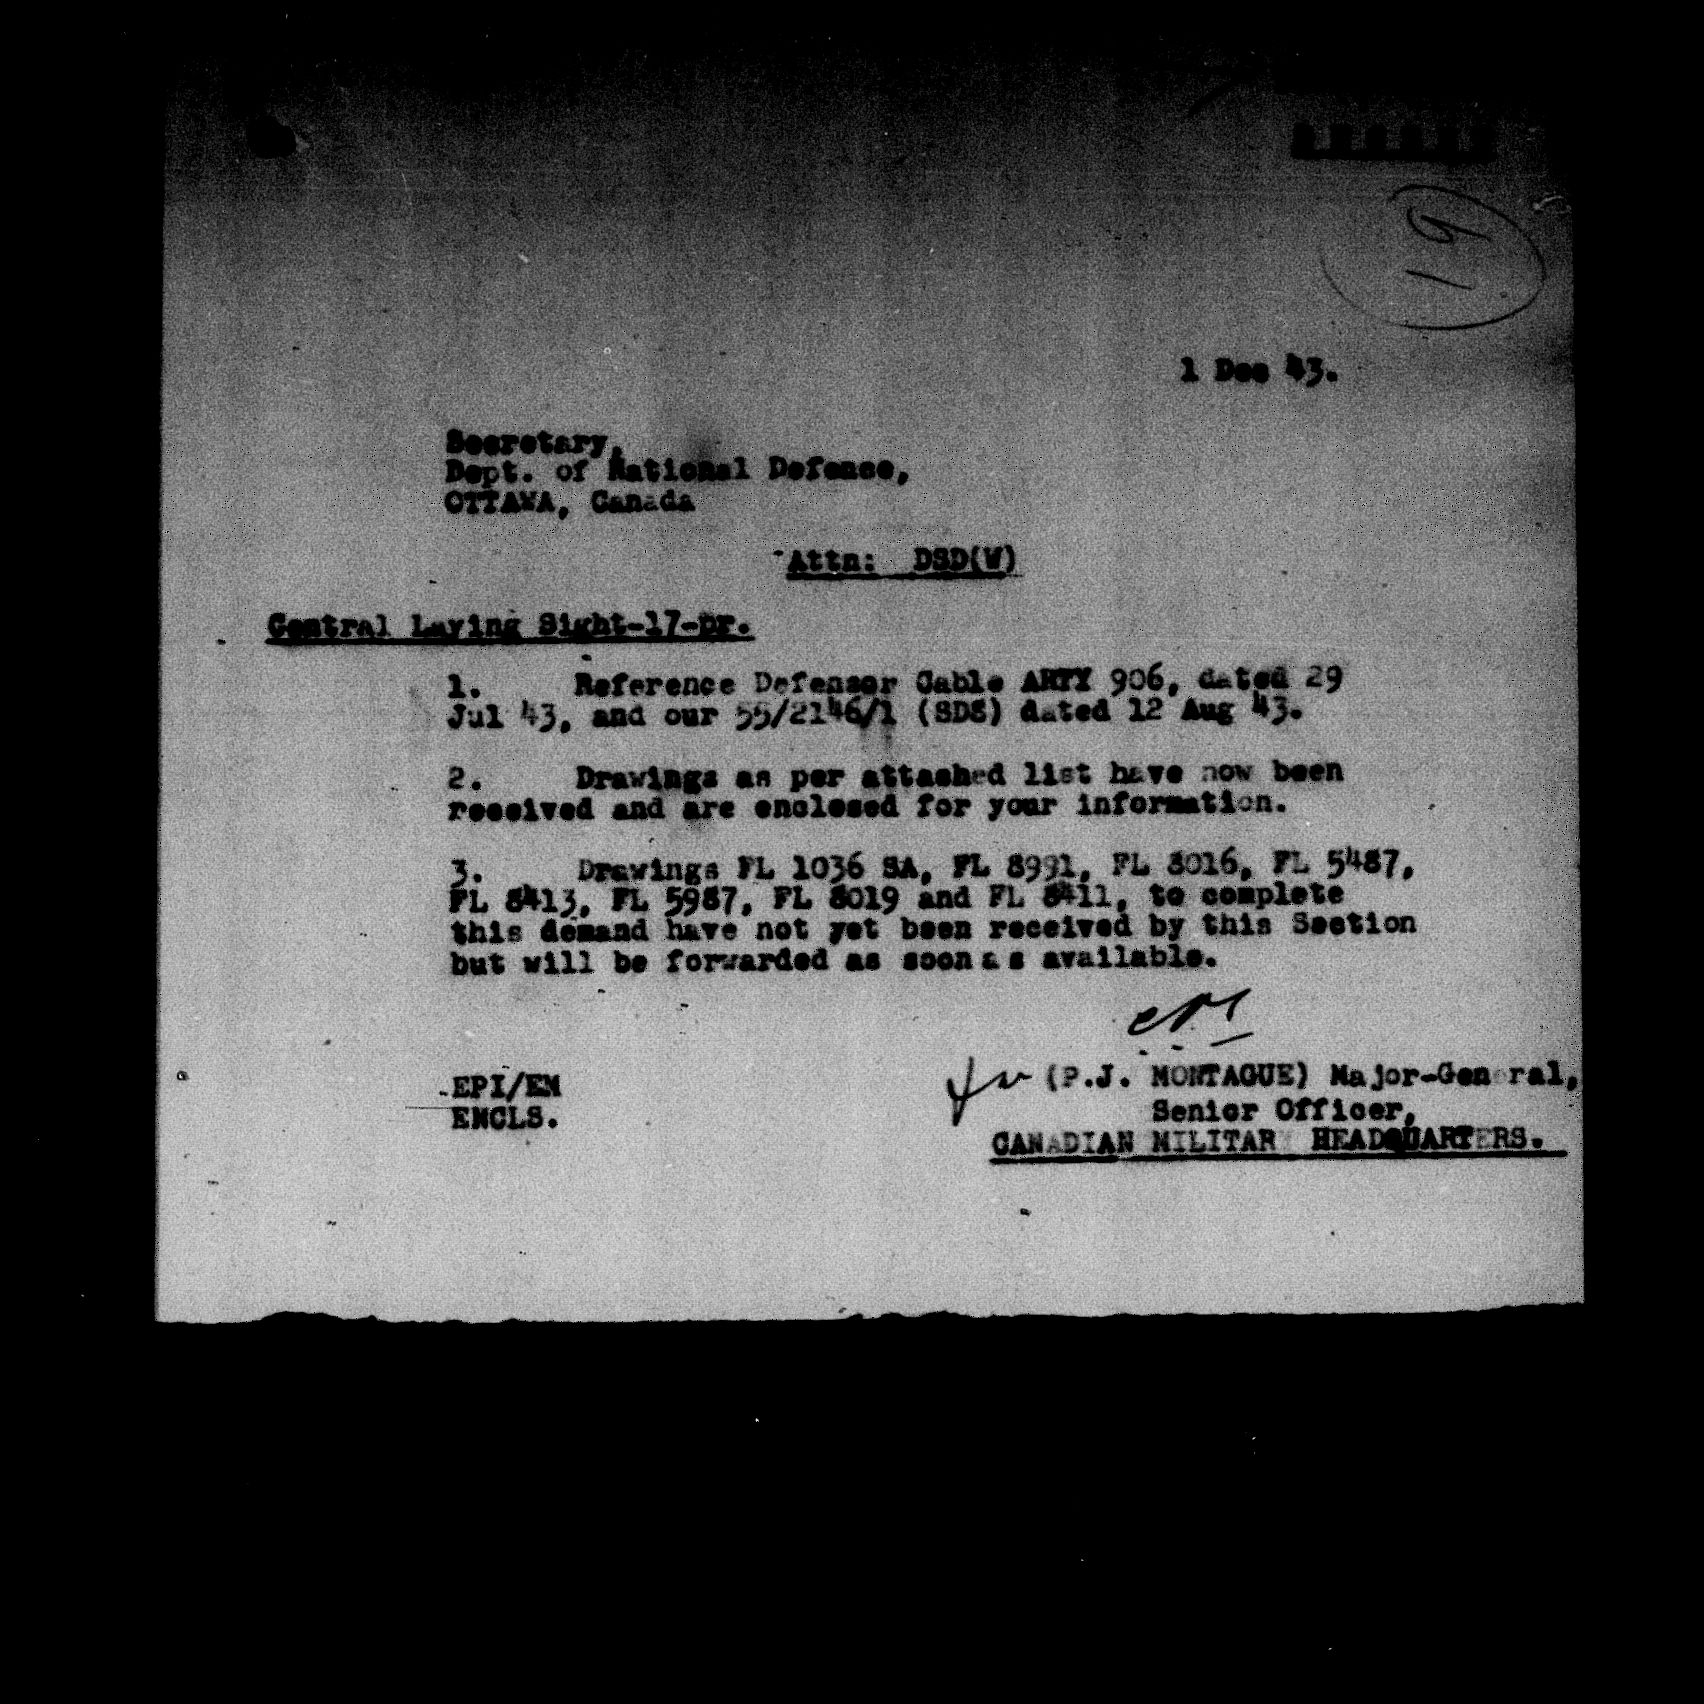 19
1 Dec 43.
Secretary,
Dept. of National Defence,
OTTAWA, Canada
Attn: DSD(W)
Central Laying Sight-17-pr.
1. Reference Defensor Cable ARTY 906, dated 29
Jul 43, and our 55/2146/1 (SDS) dated 12 Aug 43.
2. Drawings as per attached list have now been
received and are enclosed for your information.
3. Drawings FL 1036 SA, FL 8991, FL 8016, FL 5487,
FL 8413, FL 5987, FL 8019 and FL 8411, to complete
this demand have not yet been received by this Section
but will be forwarded as soon as available.
for (P.J. MONTAGUE) Major-General,
Senior Officer,
CANADIAN MILITARY HEADQUARTERS.
EPI/EM
ENCLS.